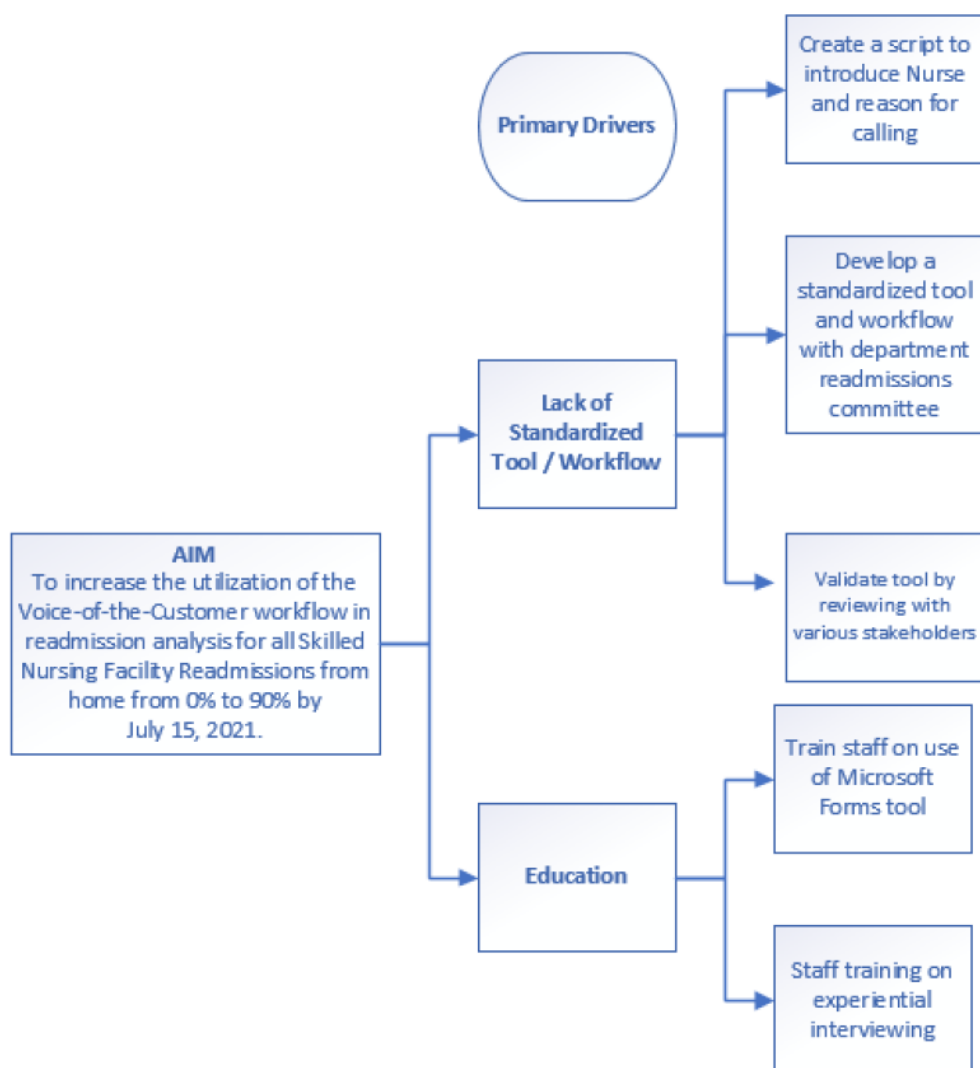 Primary Drivers
Create a script to
introduce Nurse
and reason for
calling
Develop a
standardized tool
and workflow
with department
readmissions
committee
Lack of
Standardized
Tool / Workflow
AIM
To increase the utilization of the
Voice-of-the-Customer workflow in
readmission analysis for all Skilled
Nursing Facility Readmissions from
home from 0% to 90% by
July 15, 2021.
Validate tool by
reviewing with
various stakeholders
Train staff on use
of Microsoft
Forms tool
Education
Staff training on
experiential
interviewing